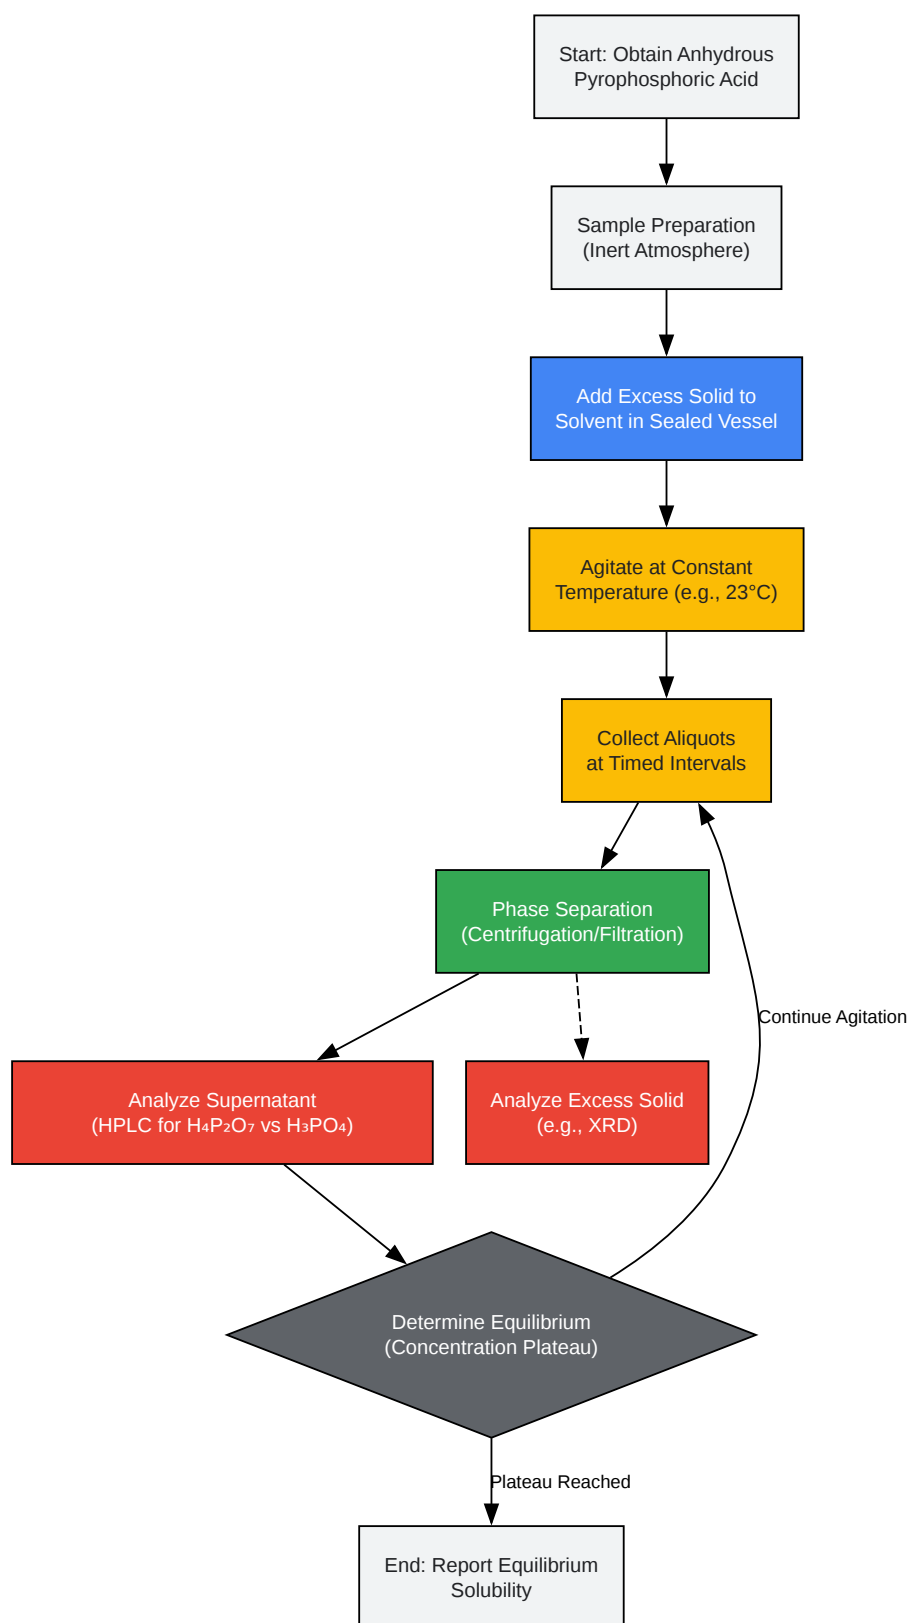 Start: Obtain Anhydrous
Pyrophosphoric Acid
Sample Preparation
(Inert Atmosphere)
Add Excess Solid to
Solvent in Sealed Vessel
Agitate at Constant
Temperature (e.g., 23°C)
Collect Aliquots
at Timed Intervals
Phase Separation
(Centrifugation/Filtration)
Continue Agitation
Analyze Supernatant
(HPLC for H₄P₂O₇ vs H₃PO₄)
Analyze Excess Solid
(e.g., XRD)
Determine Equilibrium
(Concentration Plateau)
Plateau Reached
End: Report Equilibrium
Solubility